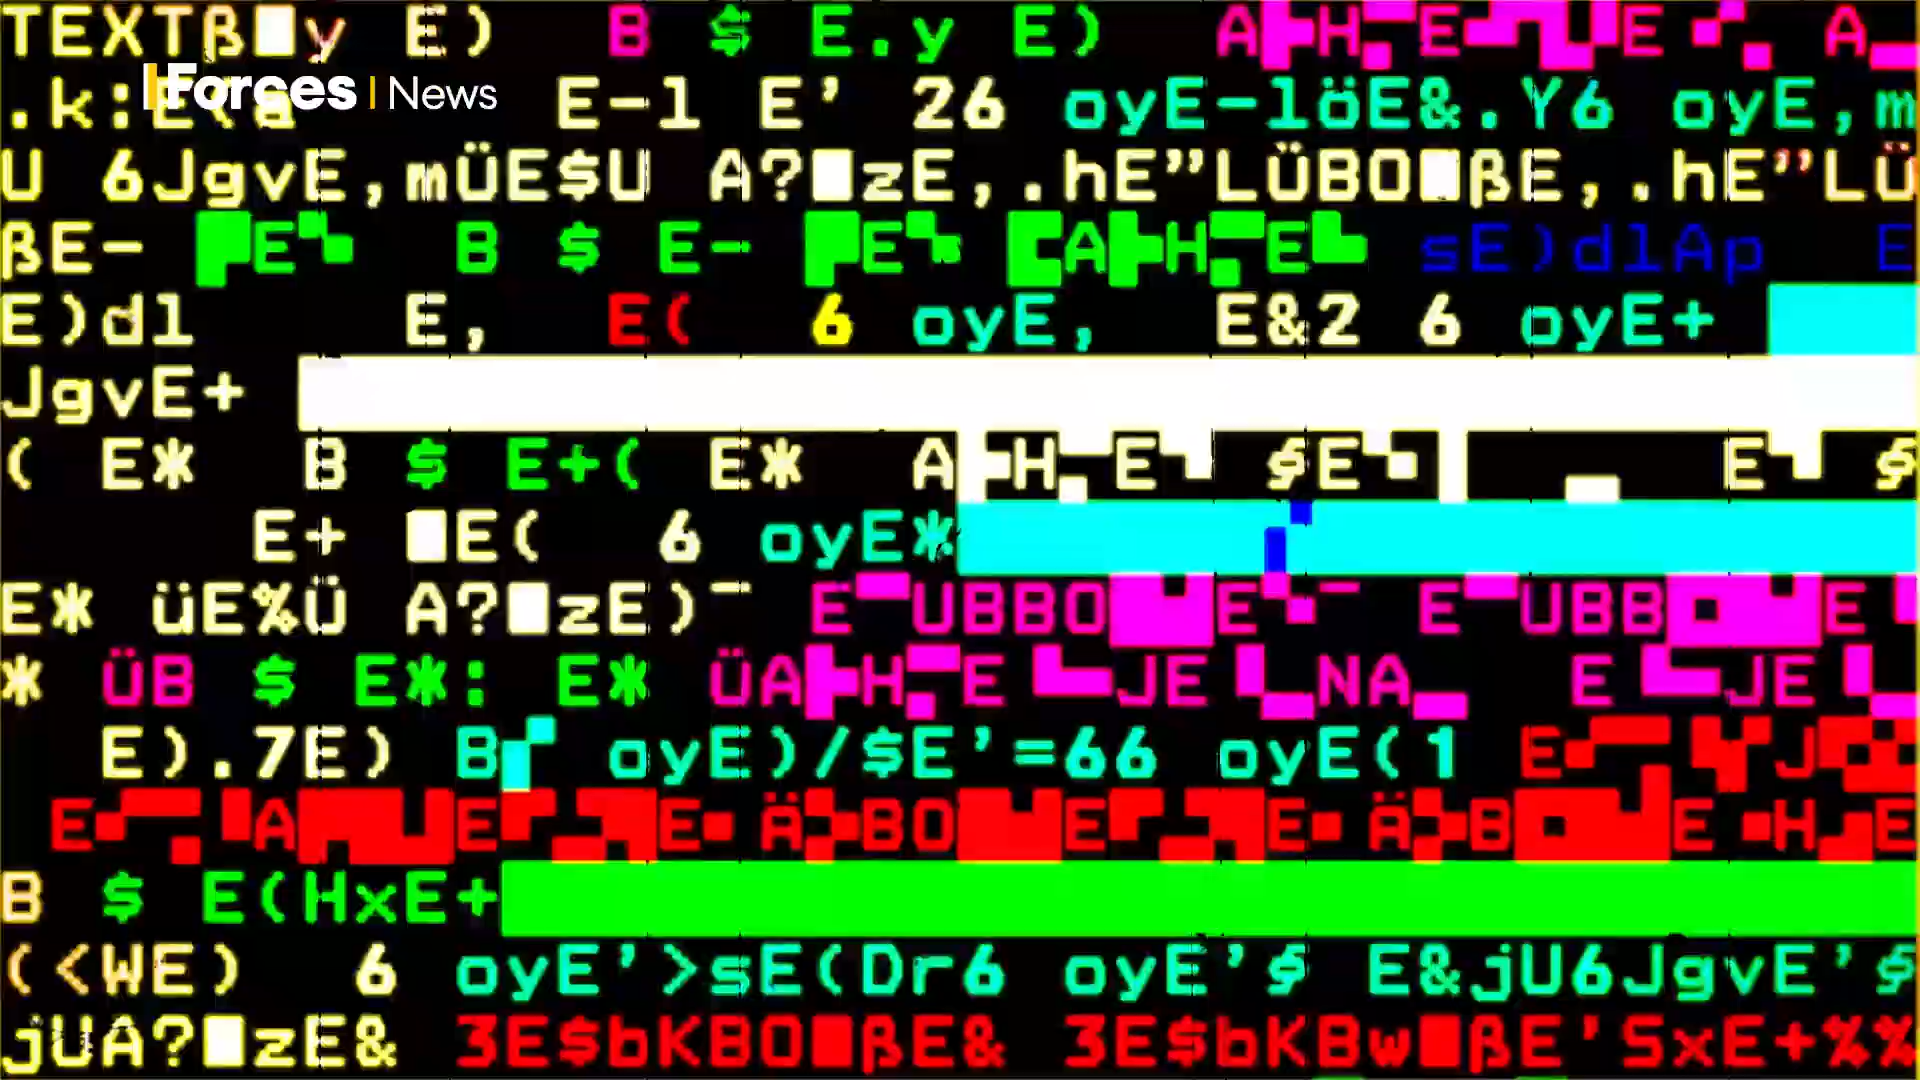 TEXTß■y E) B $ E.y E) A H E U E A
Forces News
.k:E(a E-l E’ 26 oyE-löE&.Y6 oyE,m
U 6JgvE,mÜE$U A?■zE,.hE”LÜBO■ßE,.hE”LÜ
ßE- E B $ E- E A H E sE)dlAp E
E)dl E, E( 6 oyE, E&2 6 oyE+
JgvE+
( E* B $ E+( E* A H E $E E $
E+ ■E( 6 oyE*
E* üE%Ü A?■zE)¯ E UBBO E ¯ E UBB E
* ÜB $ E*: E* ÜA H E JE NA E JE
E).7E) B oyE)/$E’=66 oyE(1 E J
E A E E Ä BO E E Ä B E H E
B $ E(HxE+
(<WE) 6 oyE’>sE(Dr6 oyE’$ E&jU6JgvE’$
jUA?■zE& 3E$bKBO■ßE& 3E$bKBw■ßE’SxE+%%